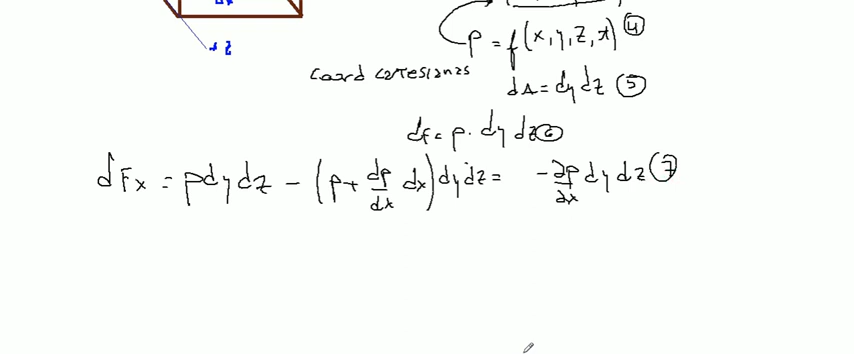 + z
p = f(x, y, z, t) ④
coord cartesianas
dA = dy dz ⑤
dF = p. dy dz ⑥
dFx = p dy dz - (p + dp/dx dx) dy dz = - ∂p/∂x dy dz ⑦